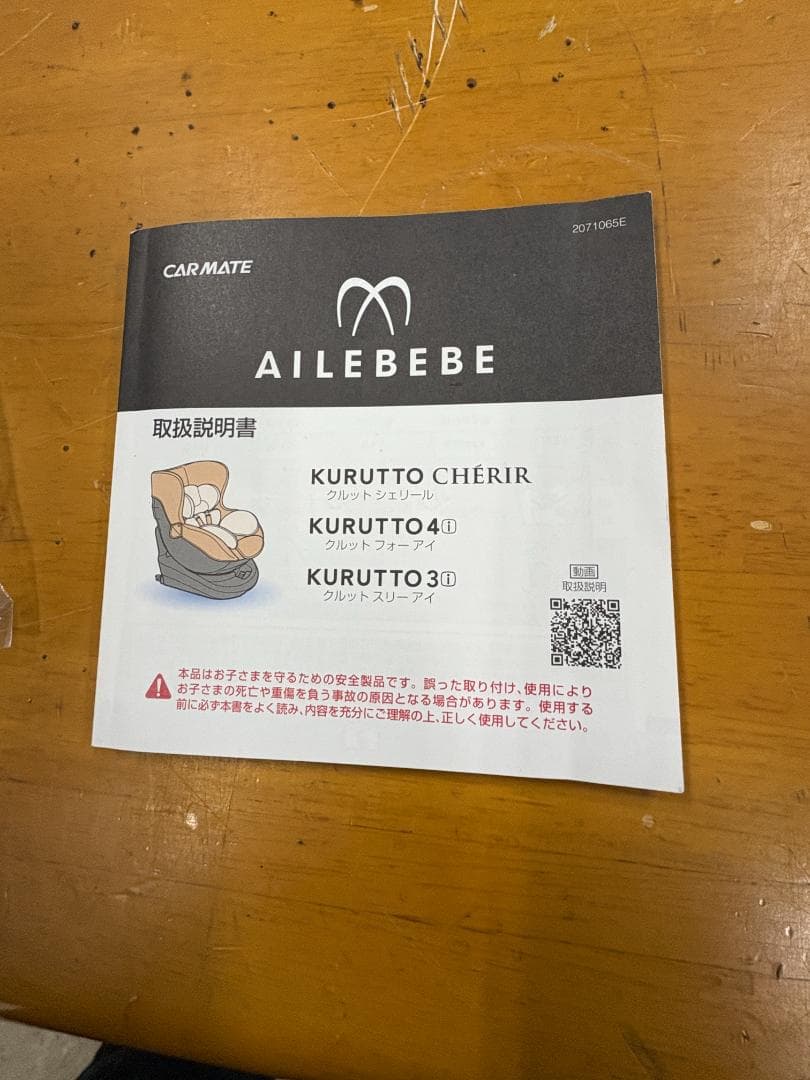 2071065E
CARMATE
AILEBEBE
取扱説明書
KURUTTO CHÉRIR
クルット シェリール
KURUTTO4i
クルット フォー アイ
KURUTTO3i
クルット スリー アイ
動画
取扱説明
本品はお子さまを守るための安全製品です。誤った取り付け、使用により
お子さまの死亡や重傷を負う事故の原因となる場合があります。使用する
前に必ず本書をよく読み、内容を充分にご理解の上、正しく使用してください。